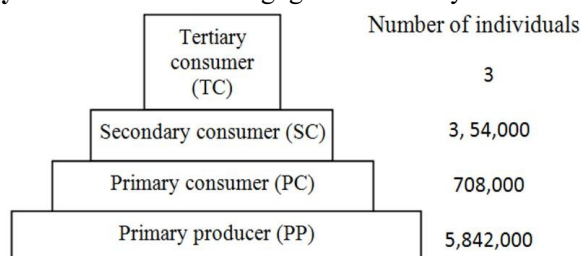 Number of individuals
Tertiary
consumer
(TC)
3
Secondary consumer (SC)
3, 54,000
Primary consumer (PC)
708,000
Primary producer (PP)
5,842,000